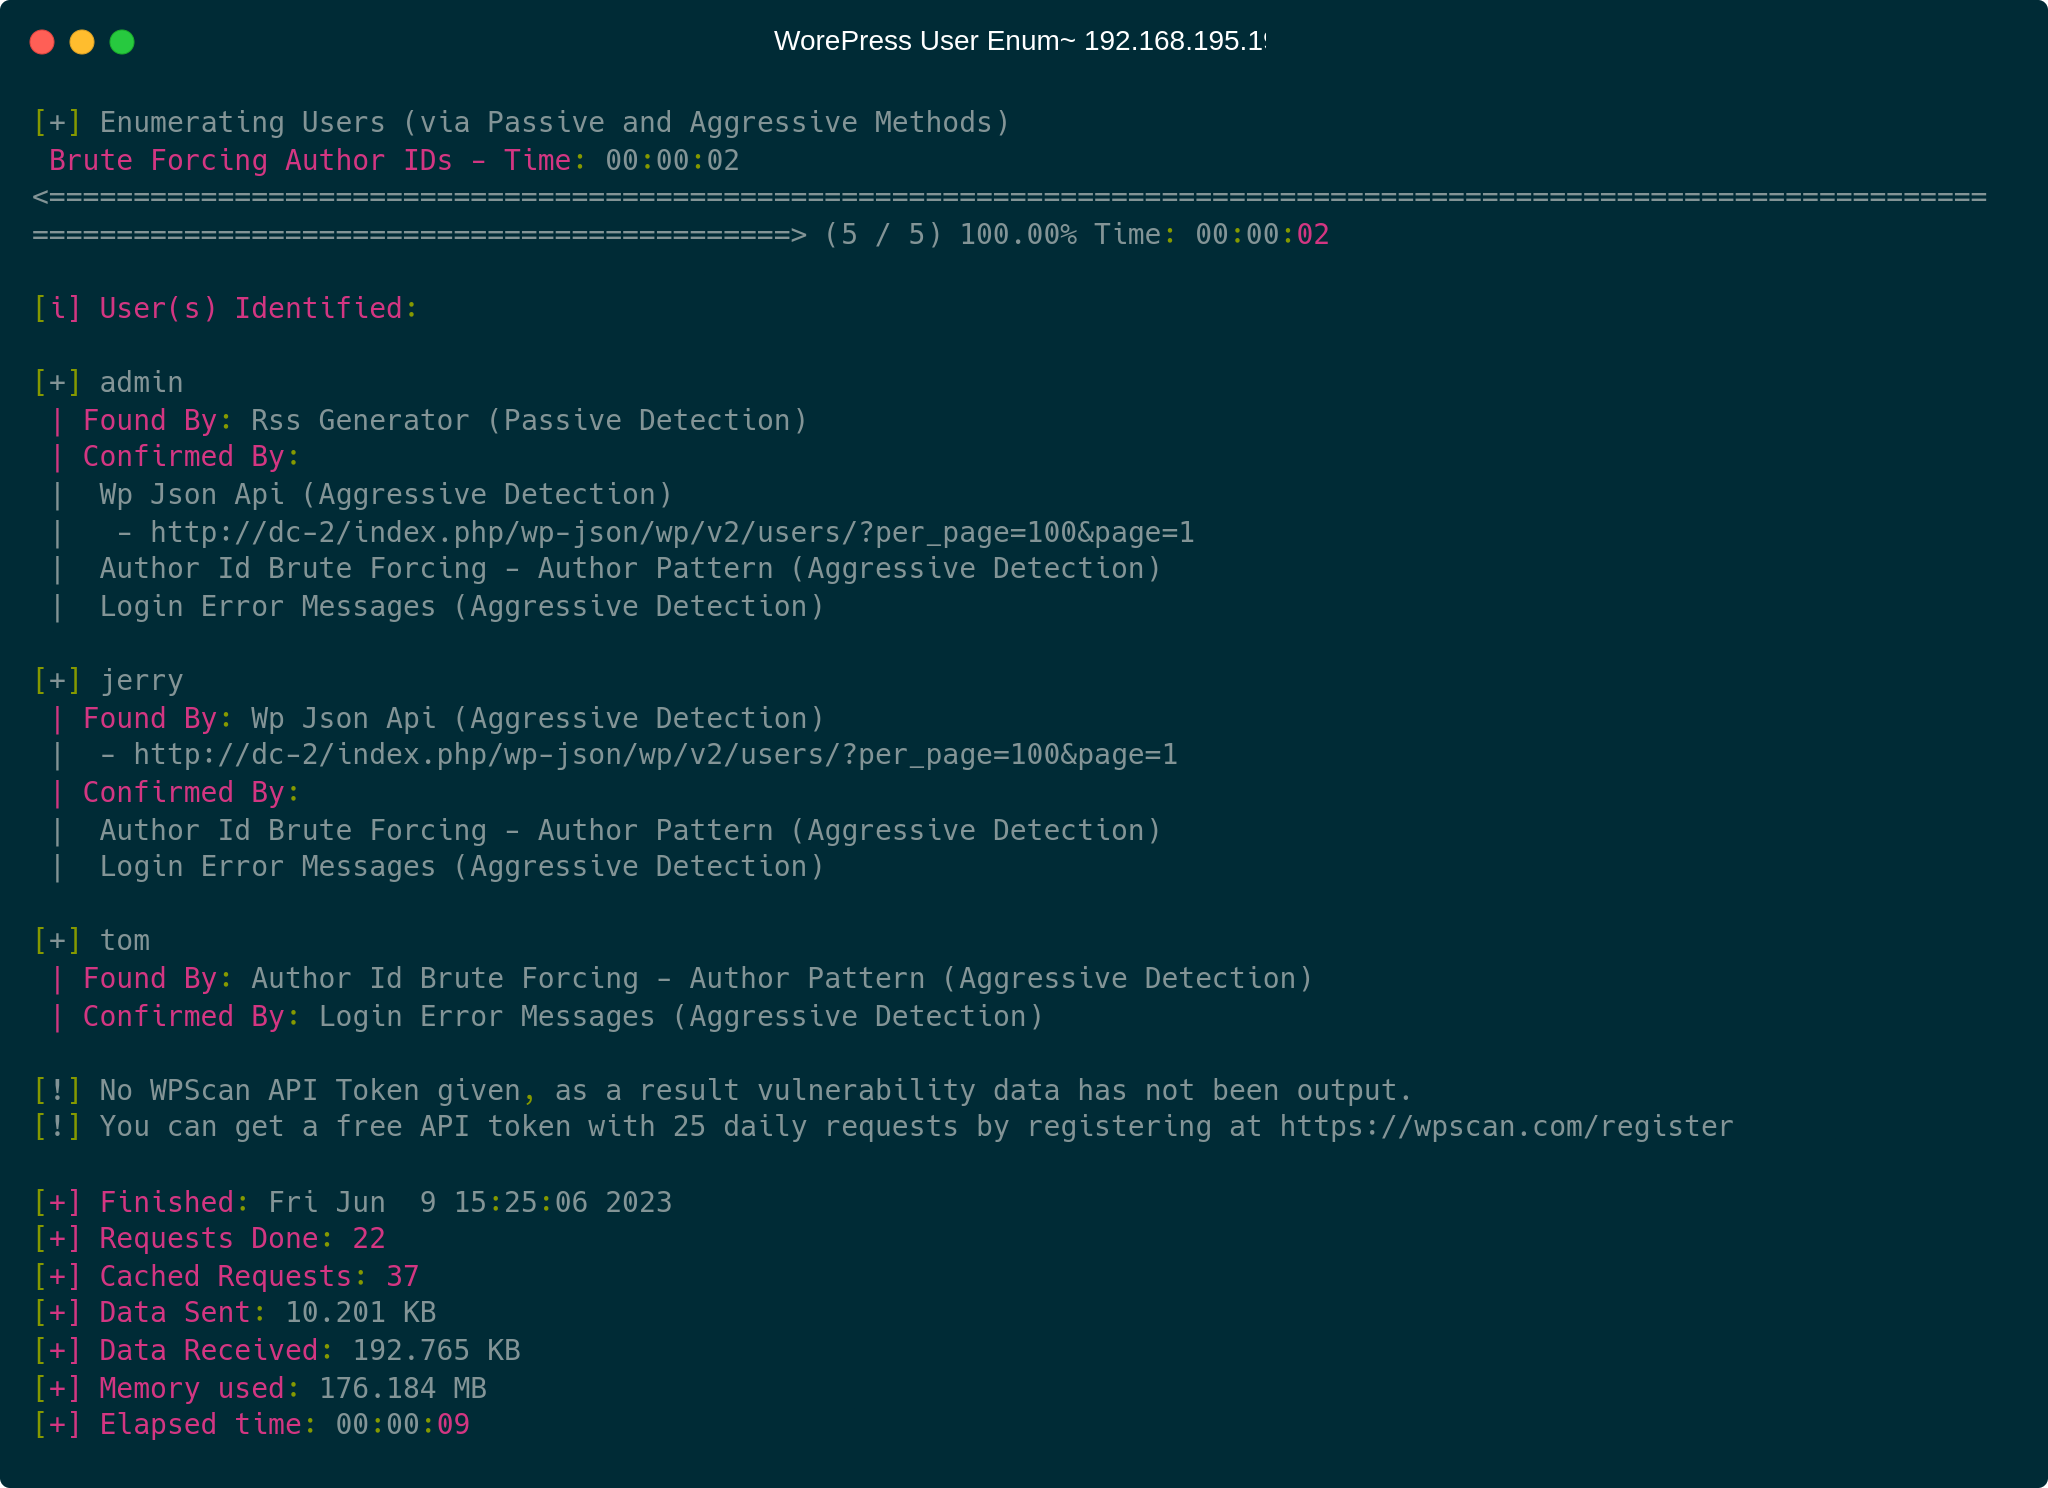 WorePress User Enum~ 192.168.195.19
[+] Enumerating Users (via Passive and Aggressive Methods)
 Brute Forcing Author IDs - Time: 00:00:02
<===================================================================================================================
=============================================> (5 / 5) 100.00% Time: 00:00:02
[i] User(s) Identified:
[+] admin
 | Found By: Rss Generator (Passive Detection)
 | Confirmed By:
 |  Wp Json Api (Aggressive Detection)
 |   - http://dc-2/index.php/wp-json/wp/v2/users/?per_page=100&page=1
 |  Author Id Brute Forcing - Author Pattern (Aggressive Detection)
 |  Login Error Messages (Aggressive Detection)
[+] jerry
 | Found By: Wp Json Api (Aggressive Detection)
 |  - http://dc-2/index.php/wp-json/wp/v2/users/?per_page=100&page=1
 | Confirmed By:
 |  Author Id Brute Forcing - Author Pattern (Aggressive Detection)
 |  Login Error Messages (Aggressive Detection)
[+] tom
 | Found By: Author Id Brute Forcing - Author Pattern (Aggressive Detection)
 | Confirmed By: Login Error Messages (Aggressive Detection)
[!] No WPScan API Token given, as a result vulnerability data has not been output.
[!] You can get a free API token with 25 daily requests by registering at https://wpscan.com/register
[+] Finished: Fri Jun  9 15:25:06 2023
[+] Requests Done: 22
[+] Cached Requests: 37
[+] Data Sent: 10.201 KB
[+] Data Received: 192.765 KB
[+] Memory used: 176.184 MB
[+] Elapsed time: 00:00:09